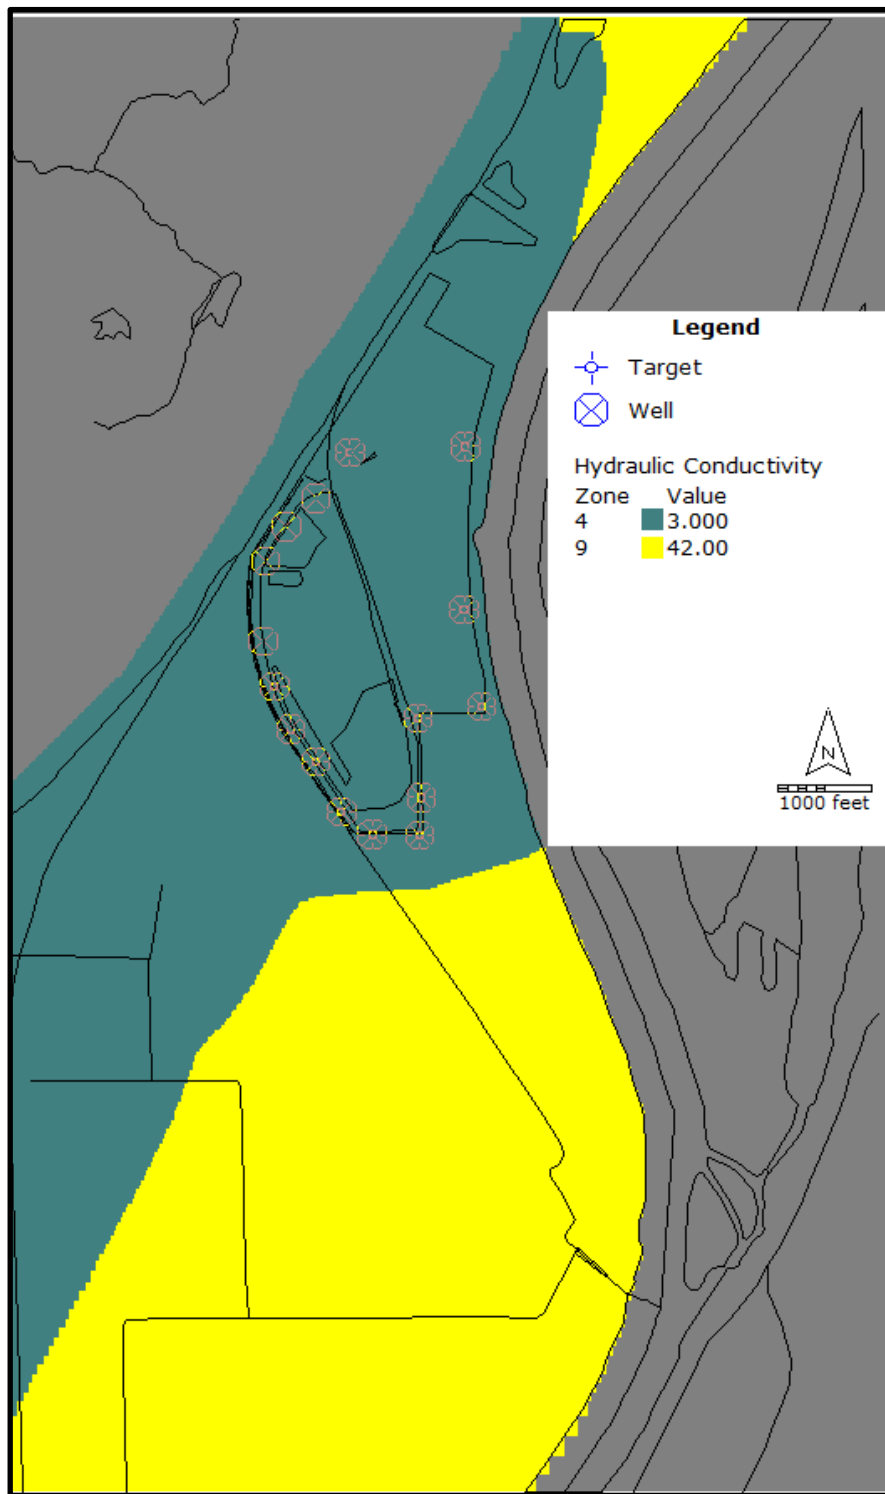 Legend
Target
Well
Hydraulic Conductivity
Zone Value
4 3.000
9 42.00
N
1000 feet